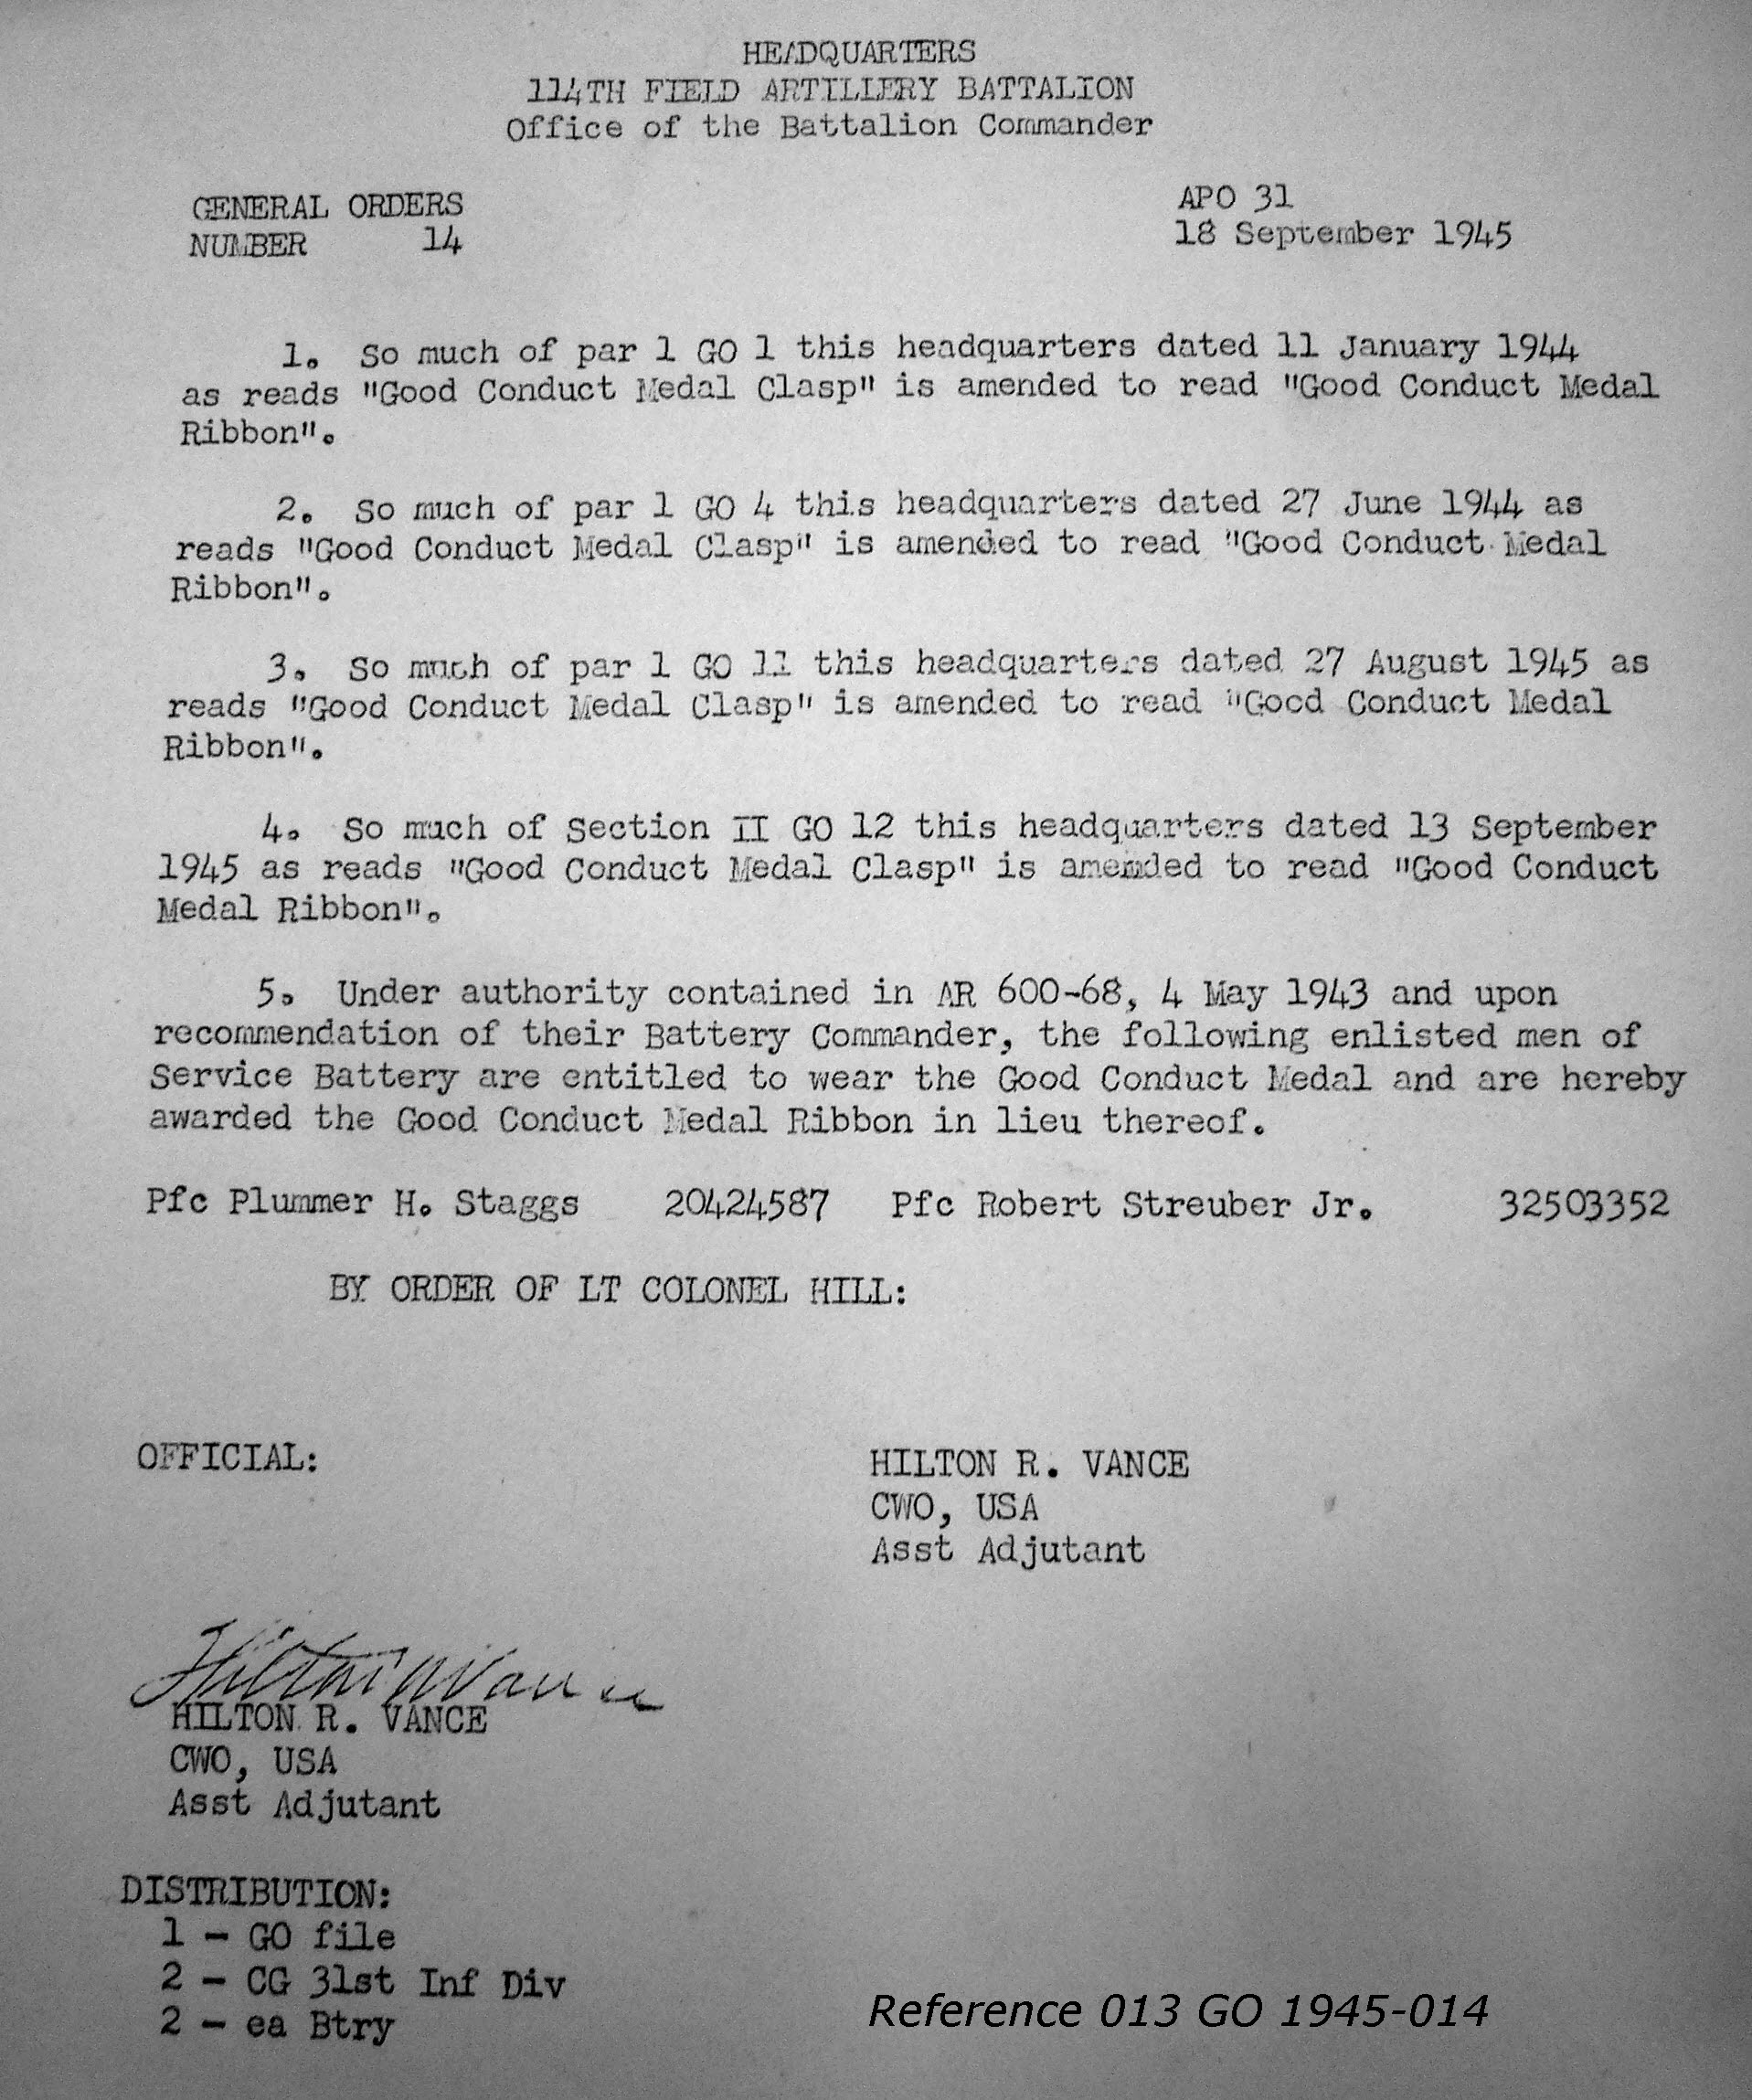 HEADQUARTERS
114TH FIELD ARTILLERY BATTALION
Office of the Battalion Commander
GENERAL ORDERS
NUMBER 14
APO 31
18 September 1945
1. So much of par 1 GO 1 this headquarters dated 11 January 1944
as reads "Good Conduct Medal Clasp" is amended to read "Good Conduct Medal
Ribbon".
2. So much of par 1 GO 4 this headquarters dated 27 June 1944 as
reads "Good Conduct Medal Clasp" is amended to read "Good Conduct Medal
Ribbon".
3. So much of par 1 GO 11 this headquarters dated 27 August 1945 as
reads "Good Conduct Medal Clasp" is amended to read "Good Conduct Medal
Ribbon".
4. So much of Section II GO 12 this headquarters dated 13 September
1945 as reads "Good Conduct Medal Clasp" is amended to read "Good Conduct
Medal Ribbon".
5. Under authority contained in AR 600-68, 4 May 1943 and upon
recommendation of their Battery Commander, the following enlisted men of
Service Battery are entitled to wear the Good Conduct Medal and are hereby
awarded the Good Conduct Medal Ribbon in lieu thereof.
Pfc Plummer H. Staggs 20424587 Pfc Robert Streuber Jr. 32503352
BY ORDER OF LT COLONEL HILL:
OFFICIAL:
HILTON R. VANCE
CWO, USA
Asst Adjutant
Hilton R Vance
HILTON R. VANCE
CWO, USA
Asst Adjutant
DISTRIBUTION:
1 - GO file
2 - CG 31st Inf Div
2 - ea Btry
Reference 013 GO 1945-014